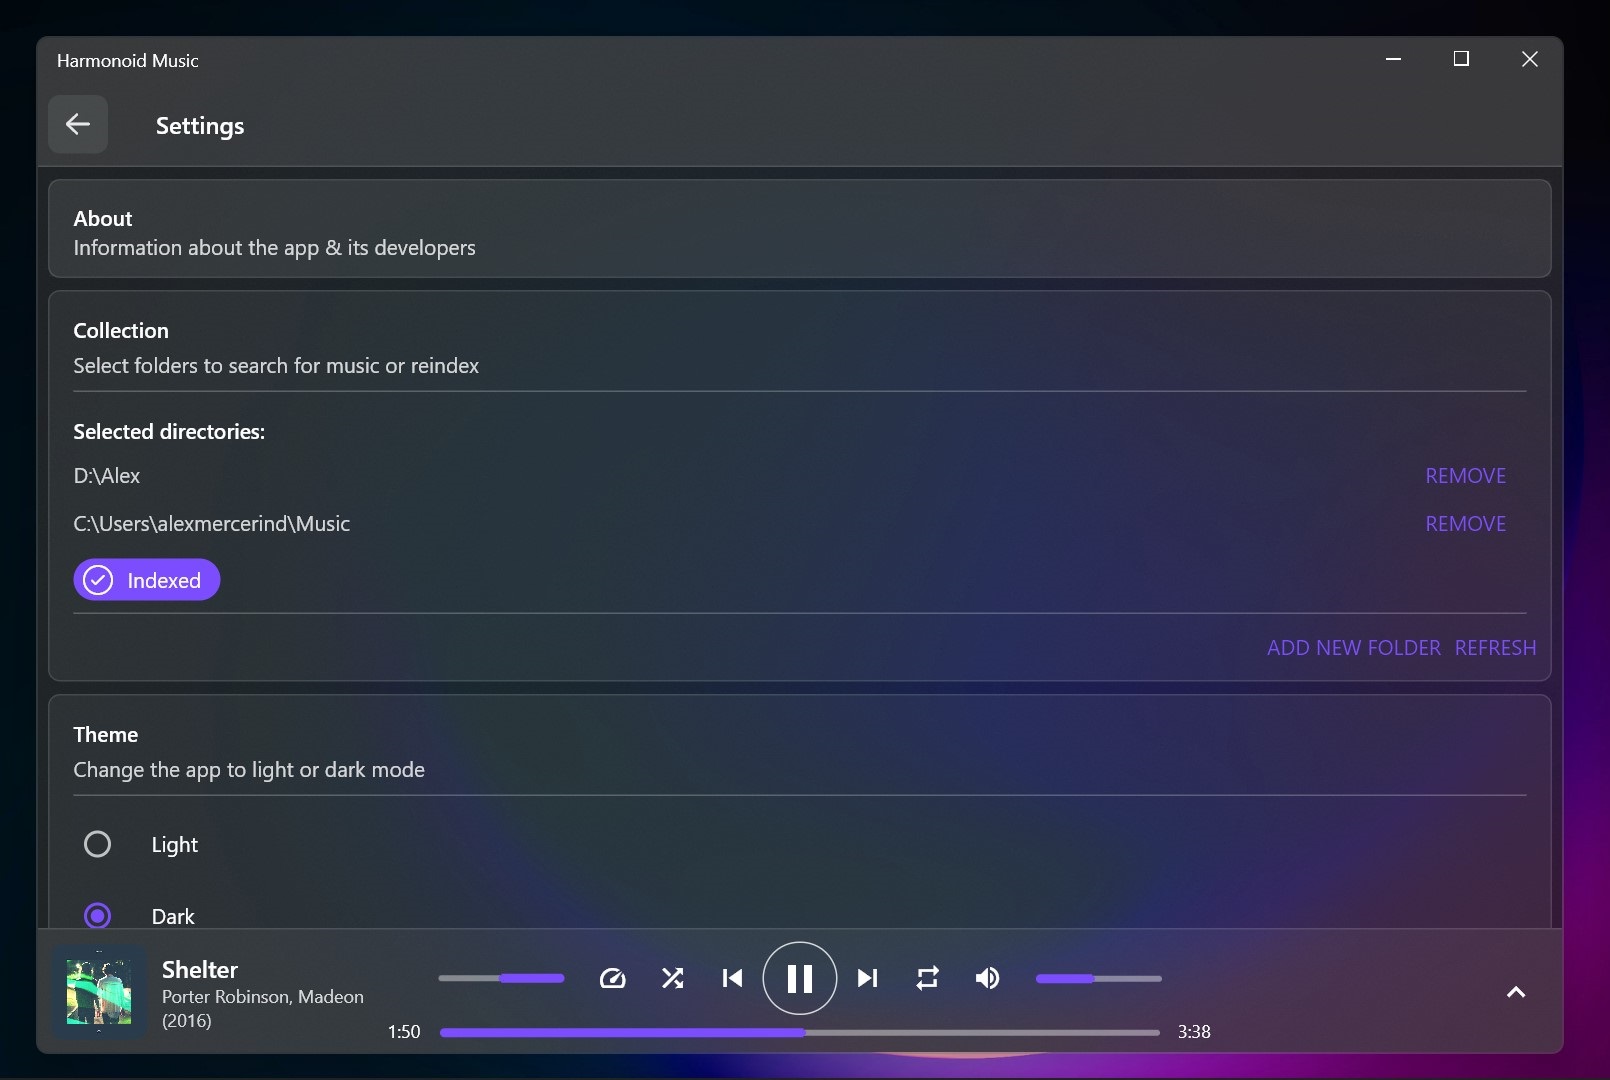 Harmonoid Music
Settings
About
Information about the app & its developers
Collection
Select folders to search for music or reindex
Selected directories:
D:\Alex
REMOVE
C:\Users\alexmercerind\Music
REMOVE
Indexed
ADD NEW FOLDER REFRESH
Theme
Change the app to light or dark mode
Light
Dark
Shelter
Porter Robinson, Madeon
(2016)
1:50
3:38